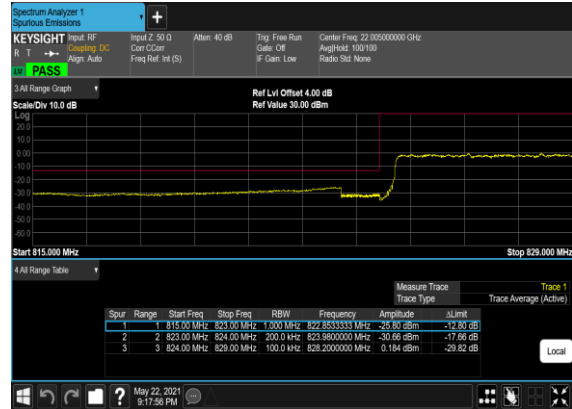 Spectrum Analyzer 1
Spurious Emissions
KEYSIGHT Input: RF Input Z: 50 Ω Atten: 40 dB Trig: Free Run Center Freq: 22.005000000 GHz
R T Coupling: DC Corr CCorr Gate: Off Avg|Hold: 100/100
Align: Auto Freq Ref: Int (S) IF Gain: Low Radio Std: None
LM PASS
3 All Range Graph
Ref Lvl Offset 4.00 dB
Scale/Div 10.0 dB Ref Value 30.00 dBm
Log
20.0
10.0
0.00
-10.0
-20.0
-30.0
-40.0
-50.0
-60.0
Start 815.000 MHz Stop 829.000 MHz
4 All Range Table
Measure Trace Trace 1
Trace Type Trace Average (Active)
Spur Range Start Freq Stop Freq RBW Frequency Amplitude ΔLimit
1 1 815.00 MHz 823.00 MHz 1.000 MHz 822.8533333 MHz -25.80 dBm -12.80 dB
2 2 823.00 MHz 824.00 MHz 200.0 kHz 823.9800000 MHz -30.66 dBm -17.66 dB
3 3 824.00 MHz 829.00 MHz 100.0 kHz 828.2000000 MHz 0.184 dBm -29.82 dB
Local
? May 22, 2021
9:17:56 PM